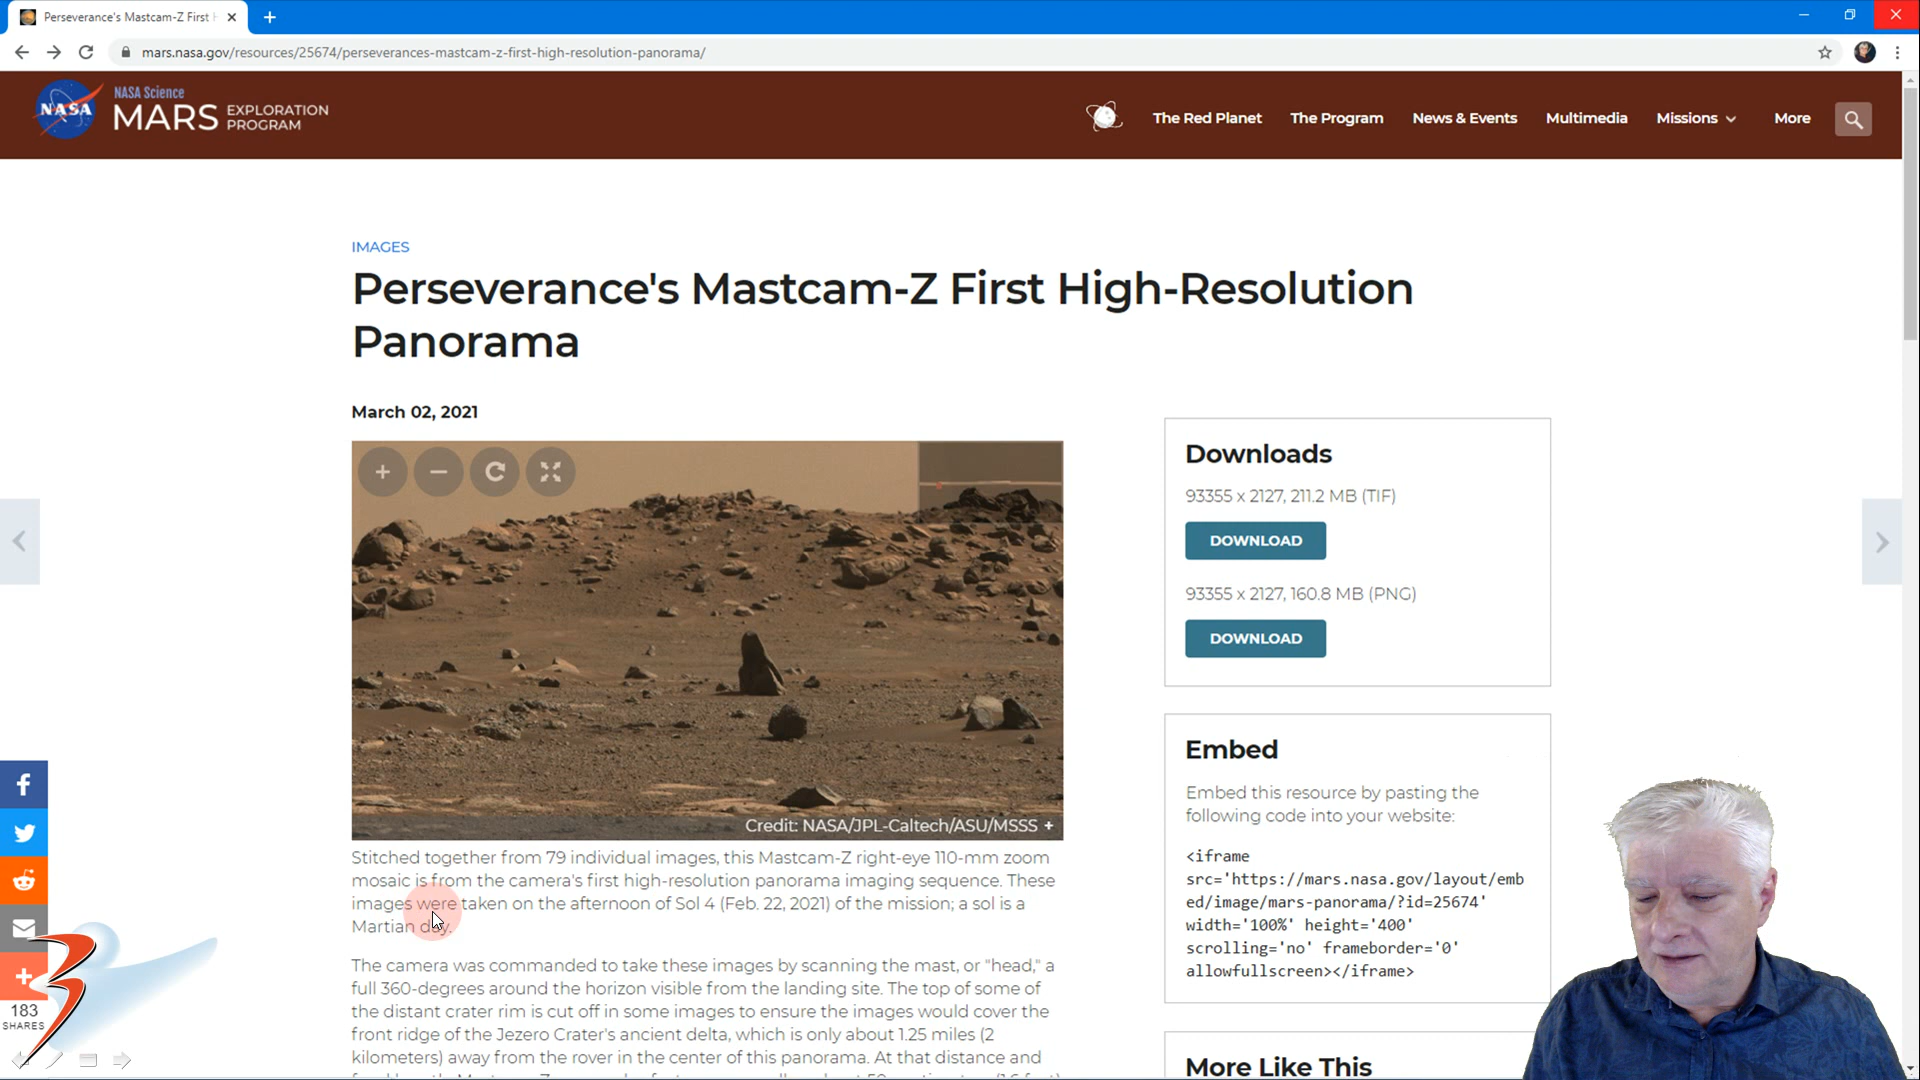 Perseverance's Mastcam-Z First H
mars.nasa.gov/resources/25674/perseverances-mastcam-z-first-high-resolution-panorama/
NASA
NASA Science
MARS EXPLORATION PROGRAM
The Red Planet
The Program
News & Events
Multimedia
Missions
More
IMAGES
Perseverance's Mastcam-Z First High-Resolution
Panorama
March 02, 2021
Credit: NASA/JPL-Caltech/ASU/MSSS +
Stitched together from 79 individual images, this Mastcam-Z right-eye 110-mm zoom
mosaic is from the camera's first high-resolution panorama imaging sequence. These
images were taken on the afternoon of Sol 4 (Feb. 22, 2021) of the mission; a sol is a
Martian day.
The camera was commanded to take these images by scanning the mast, or "head," a
full 360-degrees around the horizon visible from the landing site. The top of some of
the distant crater rim is cut off in some images to ensure the images would cover the
front ridge of the Jezero Crater's ancient delta, which is only about 1.25 miles (2
kilometers) away from the rover in the center of this panorama. At that distance and
Downloads
93355 x 2127, 211.2 MB (TIF)
DOWNLOAD
93355 x 2127, 160.8 MB (PNG)
DOWNLOAD
Embed
Embed this resource by pasting the
following code into your website:
<iframe
src='https://mars.nasa.gov/layout/emb
ed/image/mars-panorama/?id=25674'
width='100%' height='400'
scrolling='no' frameborder='0'
allowfullscreen></iframe>
More Like This
183
SHARES